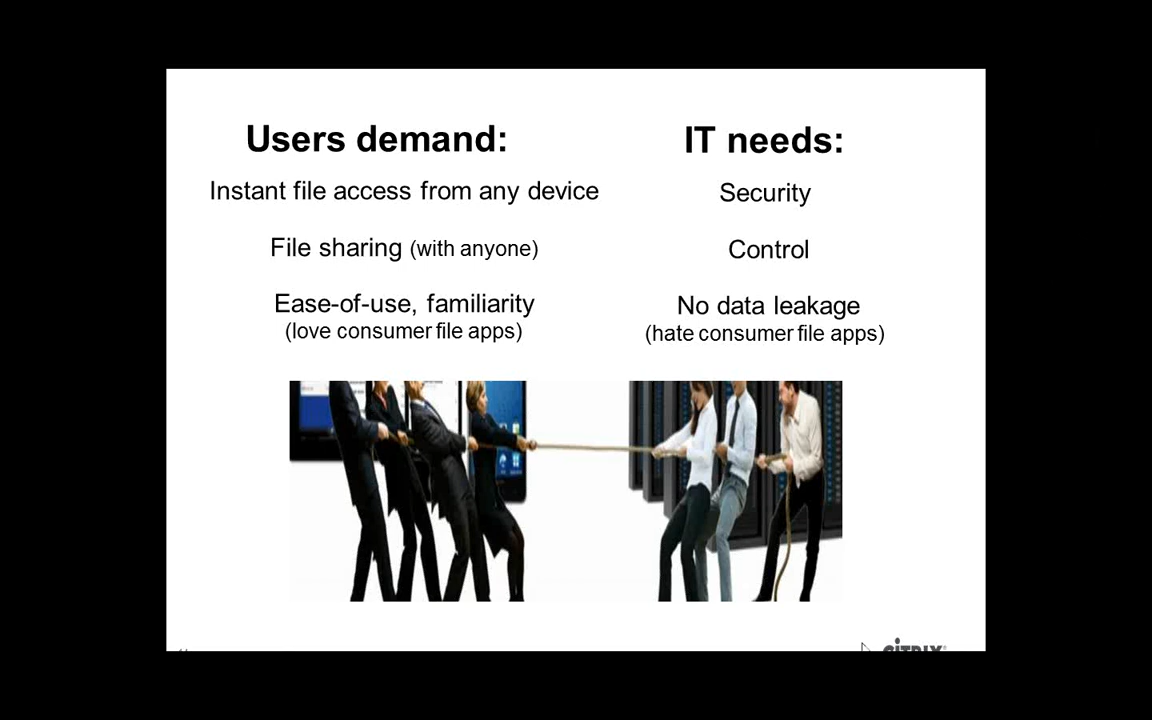 Users demand:
Instant file access from any device
File sharing (with anyone)
Ease-of-use, familiarity
(love consumer file apps)
IT needs:
Security
Control
No data leakage
(hate consumer file apps)
CiTRIX